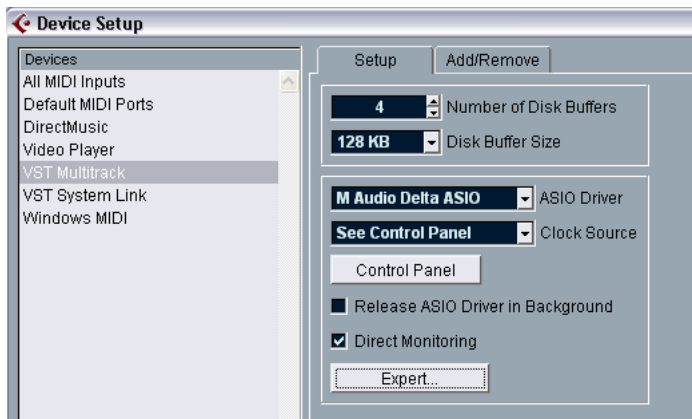 Device Setup
Devices
All MIDI Inputs
Default MIDI Ports
DirectMusic
Video Player
VST Multitrack
VST System Link
Windows MIDI
Setup
Add/Remove
4 Number of Disk Buffers
128 KB Disk Buffer Size
M Audio Delta ASIO ASIO Driver
See Control Panel Clock Source
Control Panel
Release ASIO Driver in Background
Direct Monitoring
Expert...